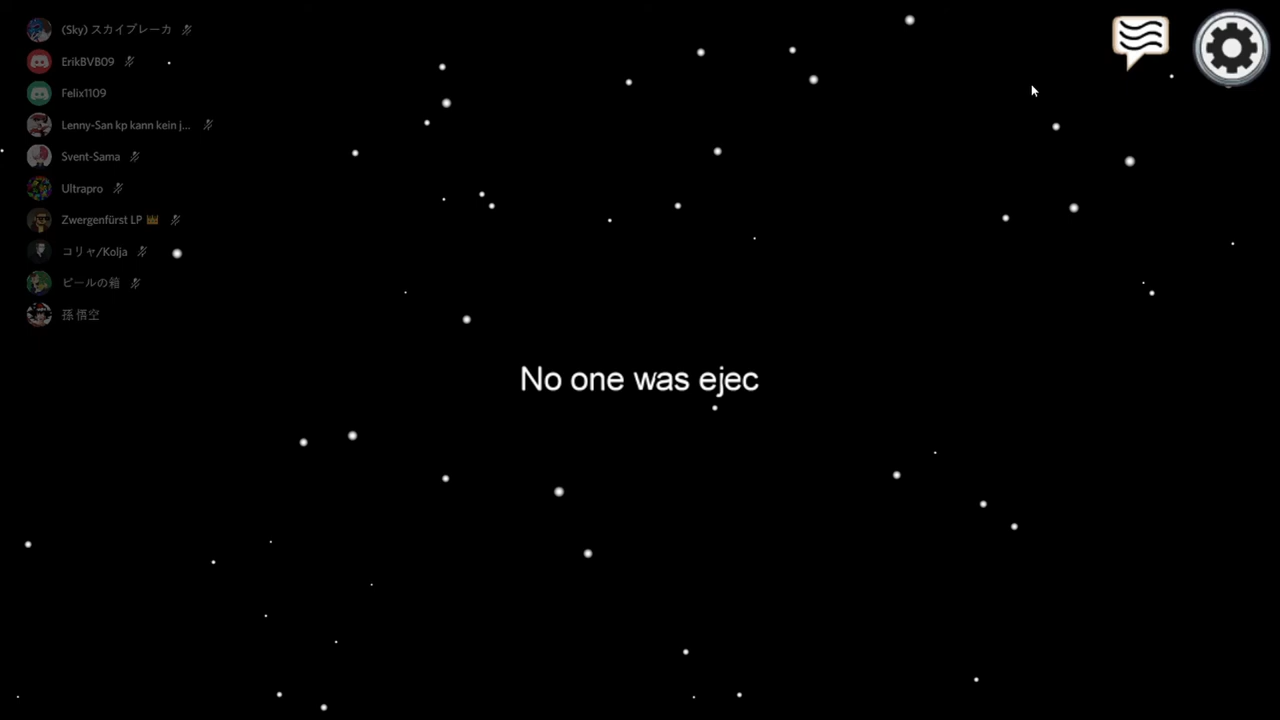 (Sky) スカイブレーカ
ErikBVB09
Felix1109
Lenny-San kp kann kein j...
Svent-Sama
Ultrapro
Zwergenfürst LP
コリャ/Kolja
ビールの箱
孫 悟空
No one was ejec